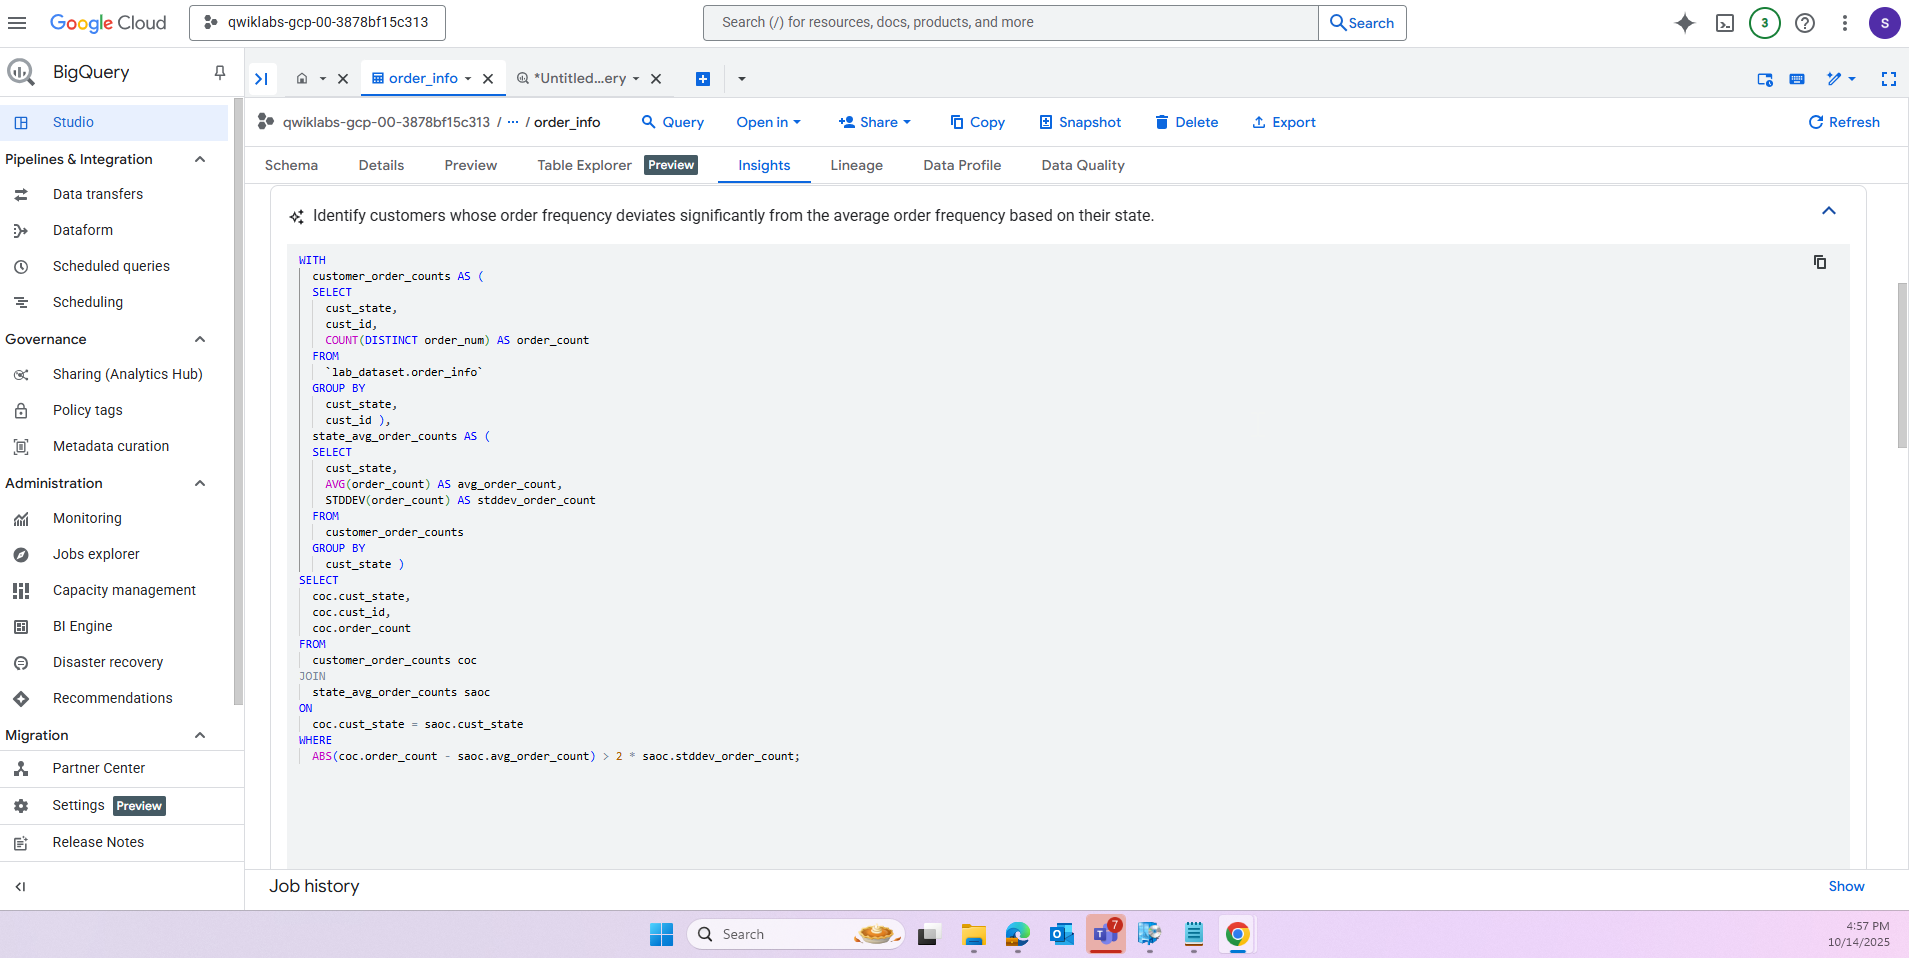 Google Cloud
qwiklabs-gcp-00-3878bf15c313
Search (/) for resources, docs, products, and more
Search
3
S
BigQuery
order_info
*Untitled...ery
Studio
Pipelines & Integration
Data transfers
Dataform
Scheduled queries
Scheduling
Governance
Sharing (Analytics Hub)
Policy tags
Metadata curation
Administration
Monitoring
Jobs explorer
Capacity management
BI Engine
Disaster recovery
Recommendations
Migration
Partner Center
Settings Preview
Release Notes
qwiklabs-gcp-00-3878bf15c313 / ... / order_info
Query
Open in
Share
Copy
Snapshot
Delete
Export
Refresh
Schema
Details
Preview
Table Explorer Preview
Insights
Lineage
Data Profile
Data Quality
Identify customers whose order frequency deviates significantly from the average order frequency based on their state.
WITH
customer_order_counts AS (
SELECT
cust_state,
cust_id,
COUNT(DISTINCT order_num) AS order_count
FROM
`lab_dataset.order_info`
GROUP BY
cust_state,
cust_id ),
state_avg_order_counts AS (
SELECT
cust_state,
AVG(order_count) AS avg_order_count,
STDDEV(order_count) AS stddev_order_count
FROM
customer_order_counts
GROUP BY
cust_state )
SELECT
coc.cust_state,
coc.cust_id,
coc.order_count
FROM
customer_order_counts coc
JOIN
state_avg_order_counts saoc
ON
coc.cust_state = saoc.cust_state
WHERE
ABS(coc.order_count - saoc.avg_order_count) > 2 * saoc.stddev_order_count;
Job history
Show
Search
7
4:57 PM
10/14/2025